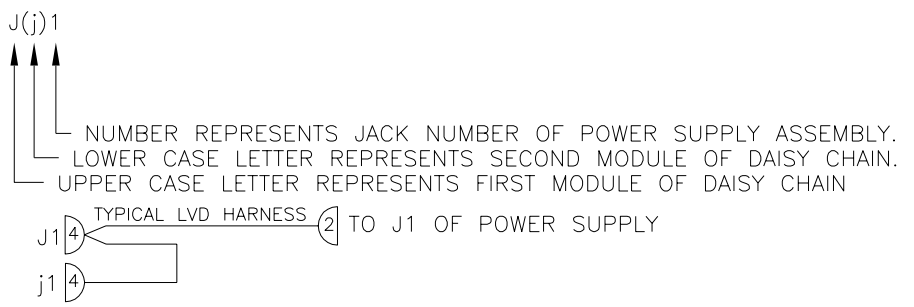 J(j)1
NUMBER REPRESENTS JACK NUMBER OF POWER SUPPLY ASSEMBLY.
LOWER CASE LETTER REPRESENTS SECOND MODULE OF DAISY CHAIN.
UPPER CASE LETTER REPRESENTS FIRST MODULE OF DAISY CHAIN
TYPICAL LVD HARNESS
J1 4 2 TO J1 OF POWER SUPPLY
j1 4